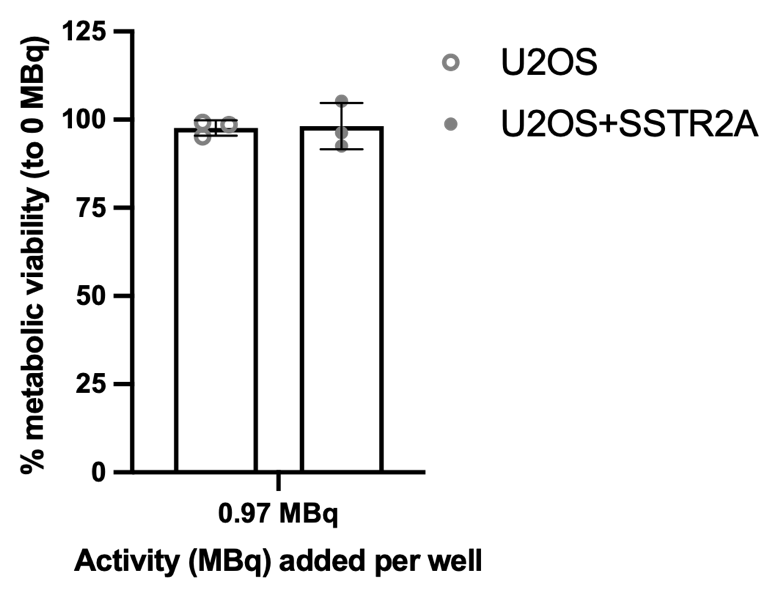 125
100
75
50
25
0
% metabolic viability (to 0 MBq)
U2OS
U2OS+SSTR2A
0.97 MBq
Activity (MBq) added per well